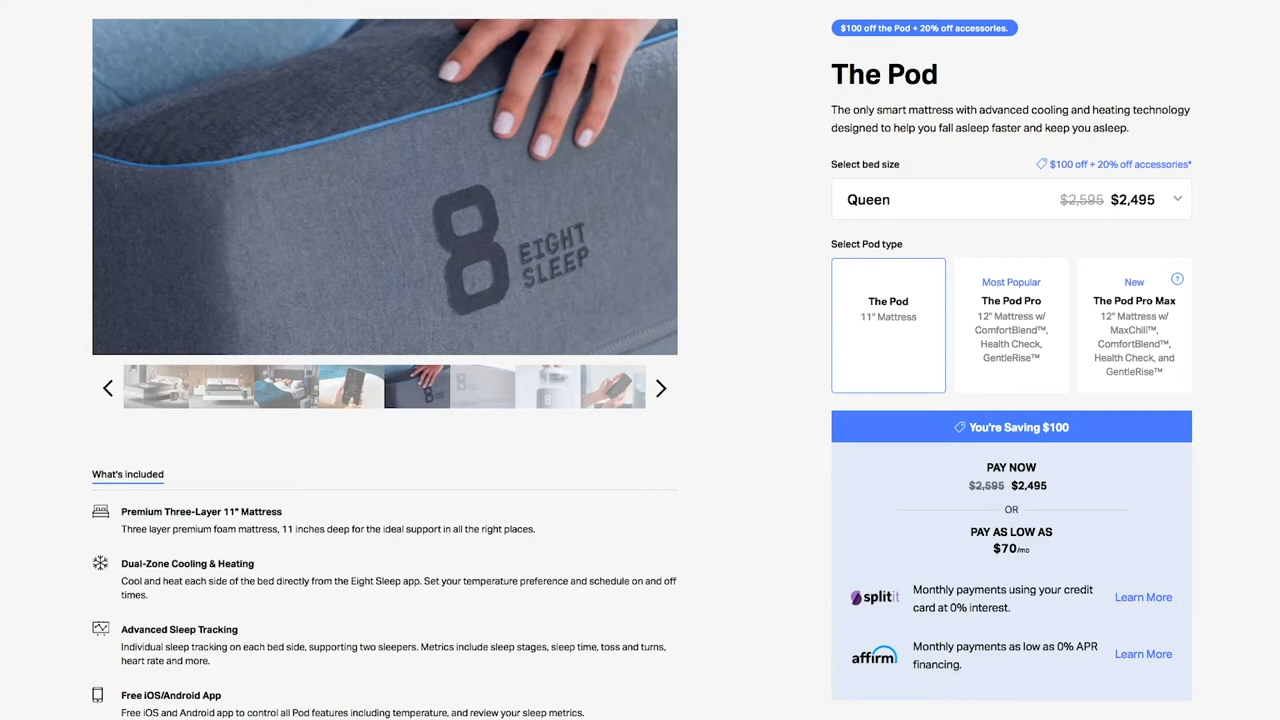 8 EIGHT
SLEEP
What's included
Premium Three-Layer 11" Mattress
Three layer premium foam mattress, 11 inches deep for the ideal support in all the right places.
Dual-Zone Cooling & Heating
Cool and heat each side of the bed directly from the Eight Sleep app. Set your temperature preference and schedule on and off
times.
Advanced Sleep Tracking
Individual sleep tracking on each bed side, supporting two sleepers. Metrics include sleep stages, sleep time, toss and turns,
heart rate and more.
Free iOS/Android App
Free iOS and Android app to control all Pod features including temperature, and review your sleep metrics.
$100 off the Pod + 20% off accessories.
The Pod
The only smart mattress with advanced cooling and heating technology
designed to help you fall asleep faster and keep you asleep.
Select bed size
$100 off + 20% off accessories*
Queen $2,595 $2,495
Select Pod type
The Pod
11" Mattress
Most Popular
The Pod Pro
12" Mattress w/
ComfortBlend™,
Health Check,
GentleRise™
New ?
The Pod Pro Max
12" Mattress w/
MaxChill™,
ComfortBlend™,
Health Check, and
GentleRise™
You're Saving $100
PAY NOW
$2,595 $2,495
OR
PAY AS LOW AS
$70/mo
splitit
Monthly payments using your credit
card at 0% interest.
Learn More
affirm
Monthly payments as low as 0% APR
financing.
Learn More